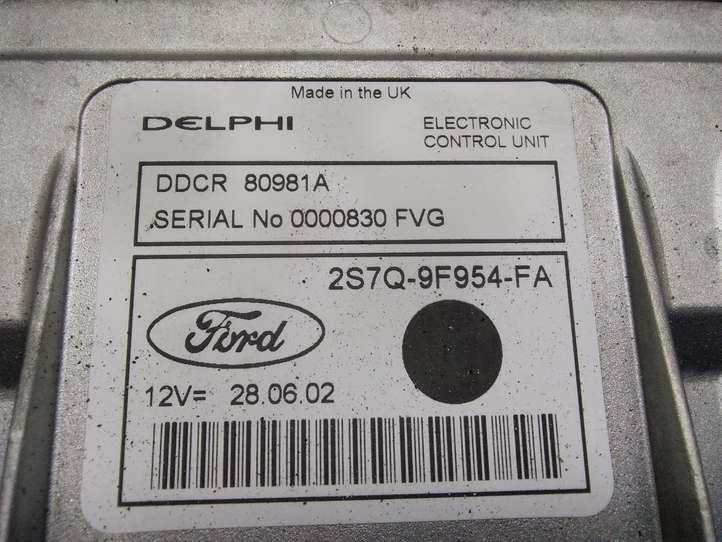 Made in the UK
DELPHI
ELECTRONIC
CONTROL UNIT
DDCR 80981A
SERIAL No 0000830 FVG
2S7Q-9F954-FA
Ford
12V= 28.06.02